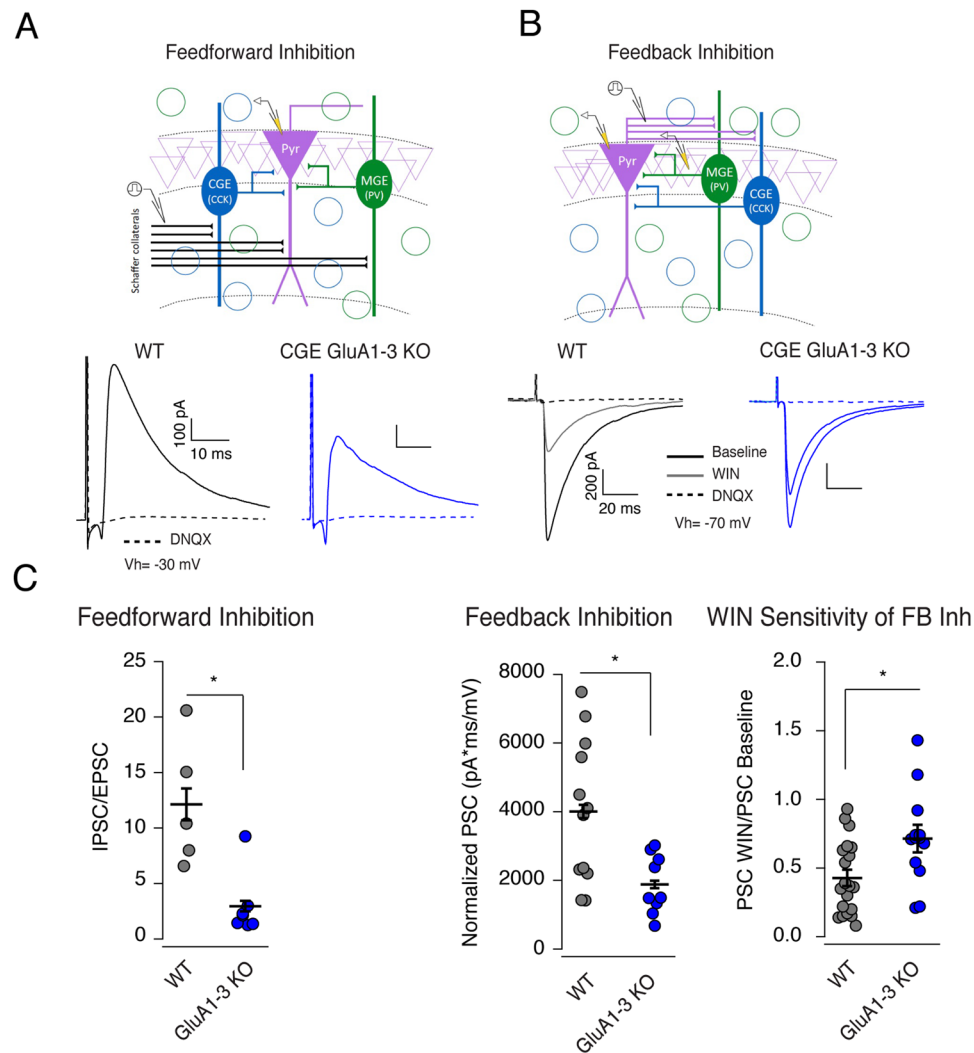 A
Feedforward Inhibition
Pyr
CGE
(CCK)
MGE
(PV)
Schaffer collaterals
WT
CGE GluA1-3 KO
100 pA
10 ms
DNQX
Vh= -30 mV
B
Feedback Inhibition
Pyr
MGE
(PV)
CGE
(CCK)
WT
CGE GluA1-3 KO
200 pA
20 ms
Baseline
WIN
DNQX
Vh= -70 mV
C
Feedforward Inhibition
IPSC/EPSC
25
20
15
10
5
0
*
WT
GluA1-3 KO
Feedback Inhibition
Normalized PSC (pA*ms/mV)
8000
6000
4000
2000
0
*
WT
GluA1-3 KO
WIN Sensitivity of FB Inh
PSC WIN/PSC Baseline
2.0
1.5
1.0
0.5
0.0
*
WT
GluA1-3 KO